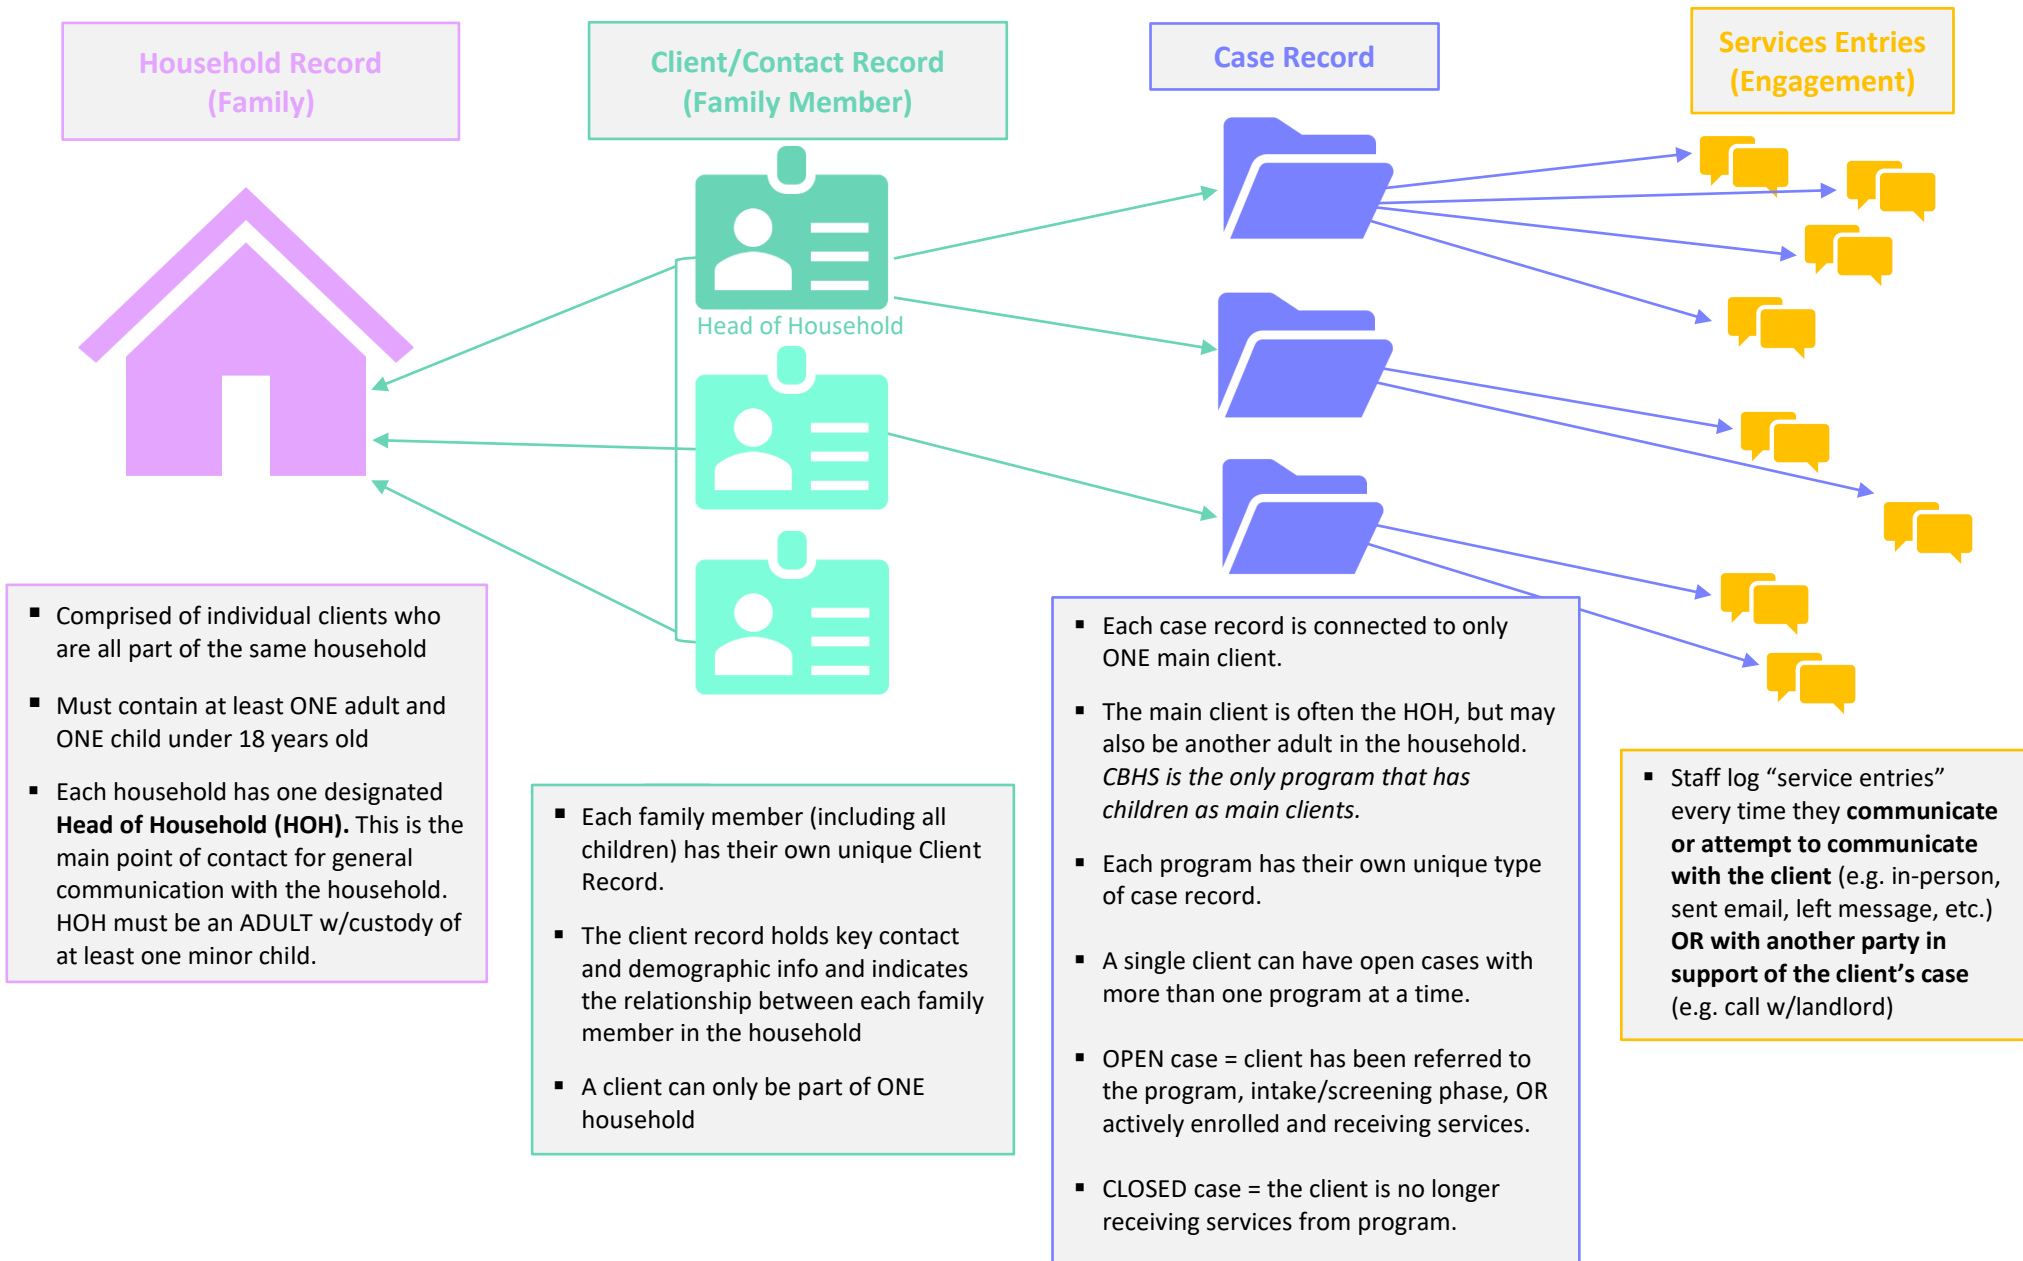 Household Record
(Family)
Client/Contact Record
(Family Member)
Case Record
Services Entries
(Engagement)
Head of Household
▪ Comprised of individual clients who
are all part of the same household
▪ Must contain at least ONE adult and
ONE child under 18 years old
▪ Each household has one designated
Head of Household (HOH). This is the
main point of contact for general
communication with the household.
HOH must be an ADULT w/custody of
at least one minor child.
▪ Each family member (including all
children) has their own unique Client
Record.
▪ The client record holds key contact
and demographic info and indicates
the relationship between each family
member in the household
▪ A client can only be part of ONE
household
▪ Each case record is connected to only
ONE main client.
▪ The main client is often the HOH, but may
also be another adult in the household.
CBHS is the only program that has
children as main clients.
▪ Each program has their own unique type
of case record.
▪ A single client can have open cases with
more than one program at a time.
▪ OPEN case = client has been referred to
the program, intake/screening phase, OR
actively enrolled and receiving services.
▪ CLOSED case = the client is no longer
receiving services from program.
▪ Staff log “service entries”
every time they communicate
or attempt to communicate
with the client (e.g. in-person,
sent email, left message, etc.)
OR with another party in
support of the client’s case
(e.g. call w/landlord)